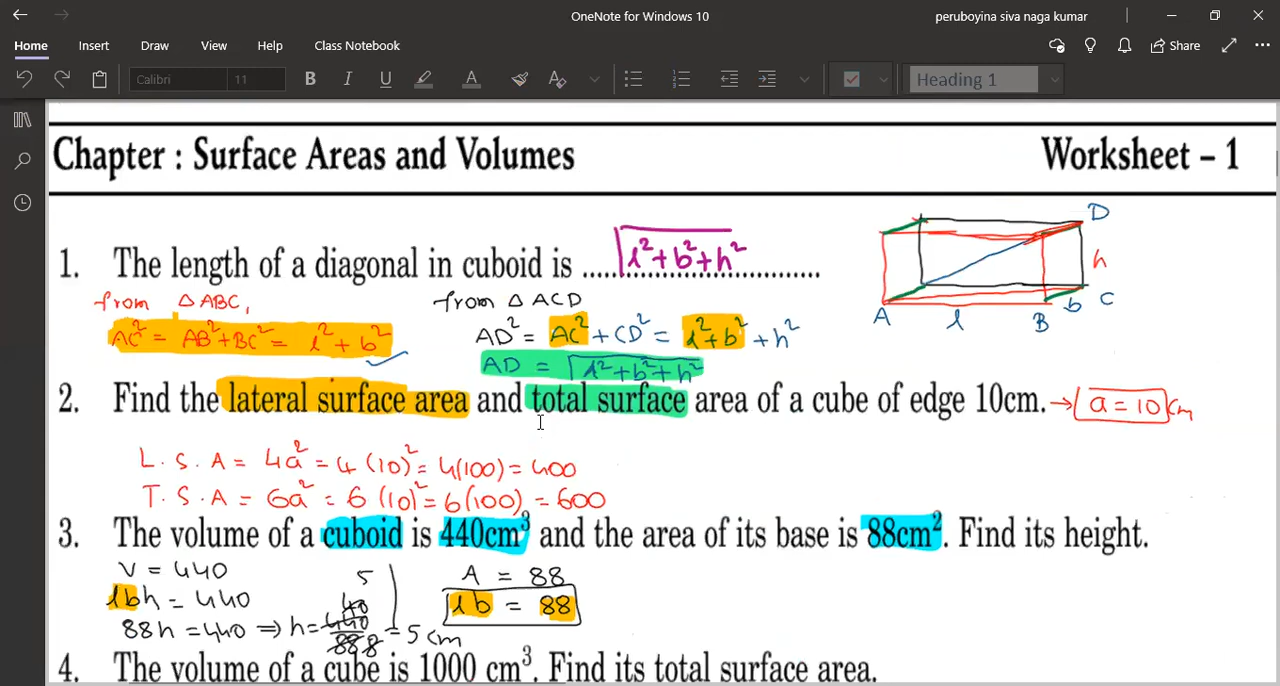 OneNote for Windows 10
peruboyina siva naga kumar
Home Insert Draw View Help Class Notebook
Share
Calibri 11 B I U A Heading 1
Chapter : Surface Areas and Volumes Worksheet – 1
1. The length of a diagonal in cuboid is ..... √l²+b²+h² ..........
from △ABC, from △ACD
AC² = AB²+BC² = l²+b² AD² = AC² + CD² = l²+b² + h²
AD = √l²+b²+h²
D
h
A l B b C
2. Find the lateral surface area and total surface area of a cube of edge 10cm. → a = 10 cm
L.S.A = 4a² = 4(10)² = 4(100) = 400
T.S.A = 6a² = 6(10)² = 6(100) = 600
3. The volume of a cuboid is 440cm³ and the area of its base is 88cm². Find its height.
V = 440 5 A = 88
lbh = 440 40 lb = 88
88h = 440 ⇒ h = 440/88 = 5 cm
4. The volume of a cube is 1000 cm³. Find its total surface area.